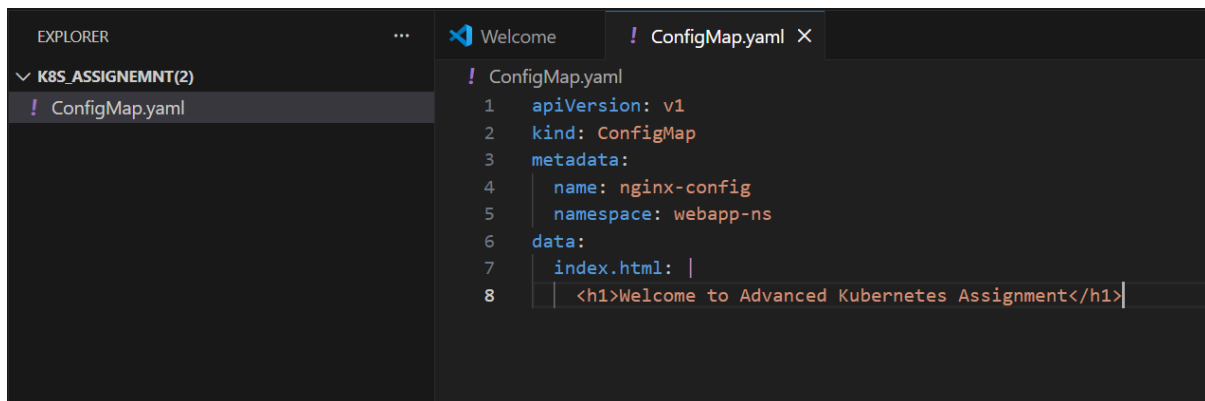 EXPLORER ...
K8S_ASSIGNEMNT(2)
! ConfigMap.yaml
Welcome
! ConfigMap.yaml ×
! ConfigMap.yaml
1 apiVersion: v1
2 kind: ConfigMap
3 metadata:
4   name: nginx-config
5   namespace: webapp-ns
6 data:
7   index.html: |
8     <h1>Welcome to Advanced Kubernetes Assignment</h1>